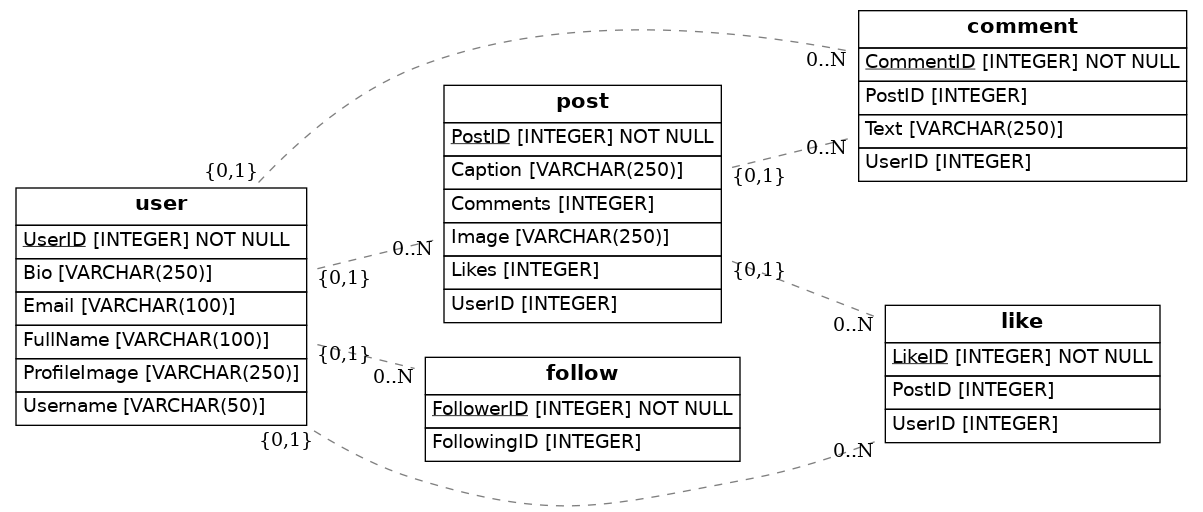 comment
CommentID [INTEGER] NOT NULL
PostID [INTEGER]
Text [VARCHAR(250)]
UserID [INTEGER]
0..N
0..N
post
PostID [INTEGER] NOT NULL
Caption [VARCHAR(250)]
Comments [INTEGER]
Image [VARCHAR(250)]
Likes [INTEGER]
UserID [INTEGER]
{0,1}
{0,1}
{0,1}
user
UserID [INTEGER] NOT NULL
Bio [VARCHAR(250)]
Email [VARCHAR(100)]
FullName [VARCHAR(100)]
ProfileImage [VARCHAR(250)]
Username [VARCHAR(50)]
{0,1}
0..N
{0,1}
0..N
{0,1}
follow
FollowerID [INTEGER] NOT NULL
FollowingID [INTEGER]
like
LikeID [INTEGER] NOT NULL
PostID [INTEGER]
UserID [INTEGER]
0..N
0..N